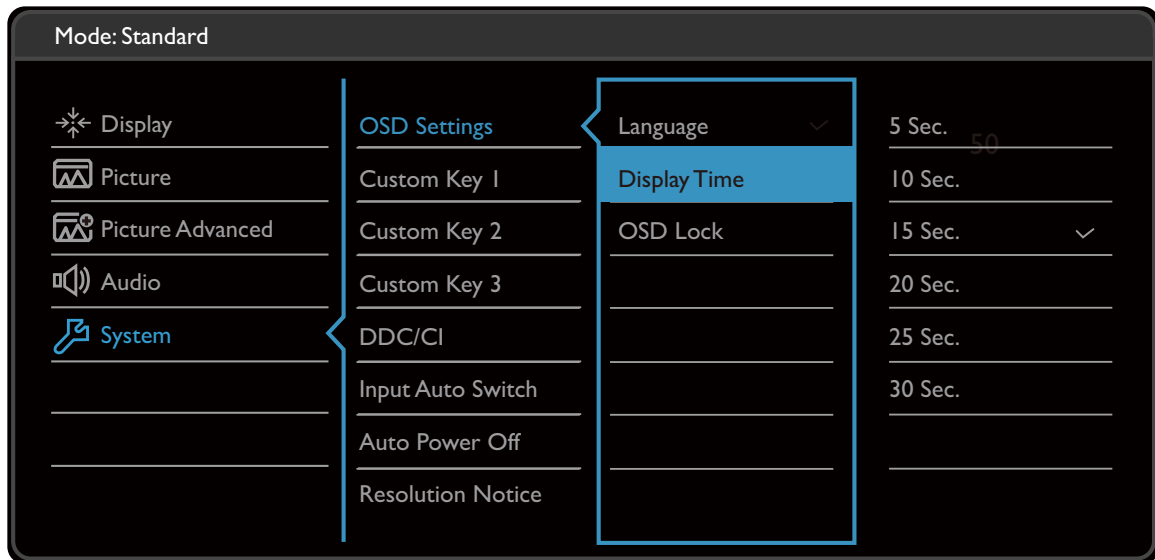 Mode: Standard
Display
Picture
Picture Advanced
Audio
System
OSD Settings
Custom Key 1
Custom Key 2
Custom Key 3
DDC/CI
Input Auto Switch
Auto Power Off
Resolution Notice
Language
Display Time
OSD Lock
5 Sec.
50
10 Sec.
15 Sec.
20 Sec.
25 Sec.
30 Sec.